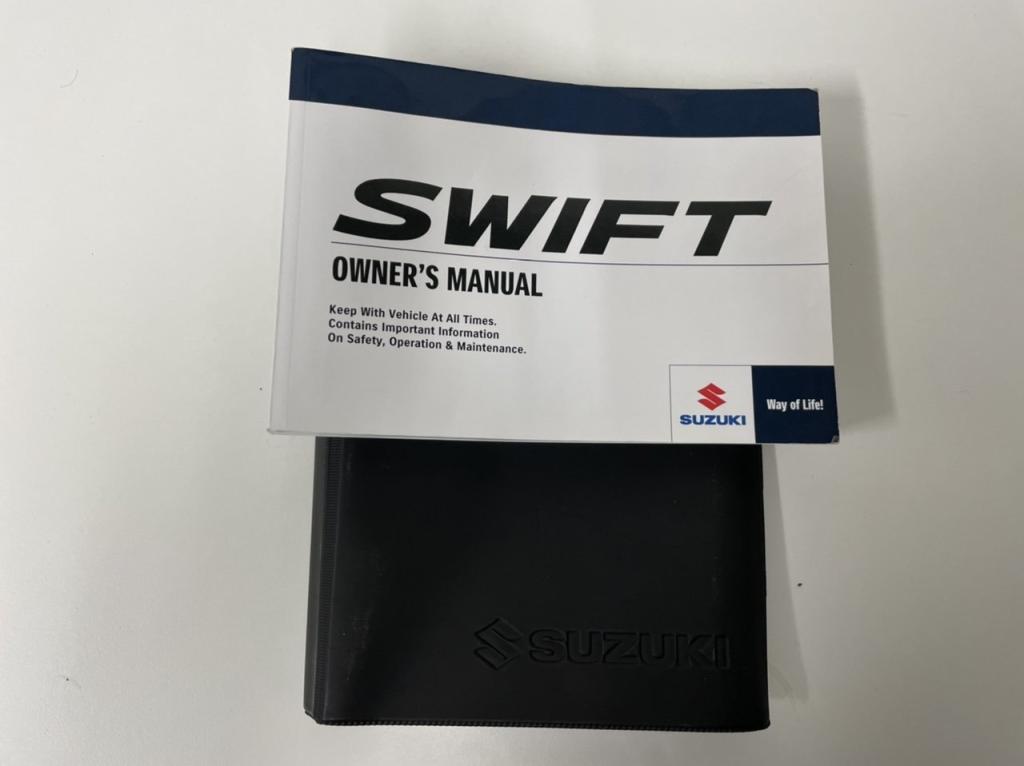 SWIFT
OWNER'S MANUAL
Keep With Vehicle At All Times.
Contains Important Information
On Safety, Operation & Maintenance.
SUZUKI
Way of Life!
SUZUKI